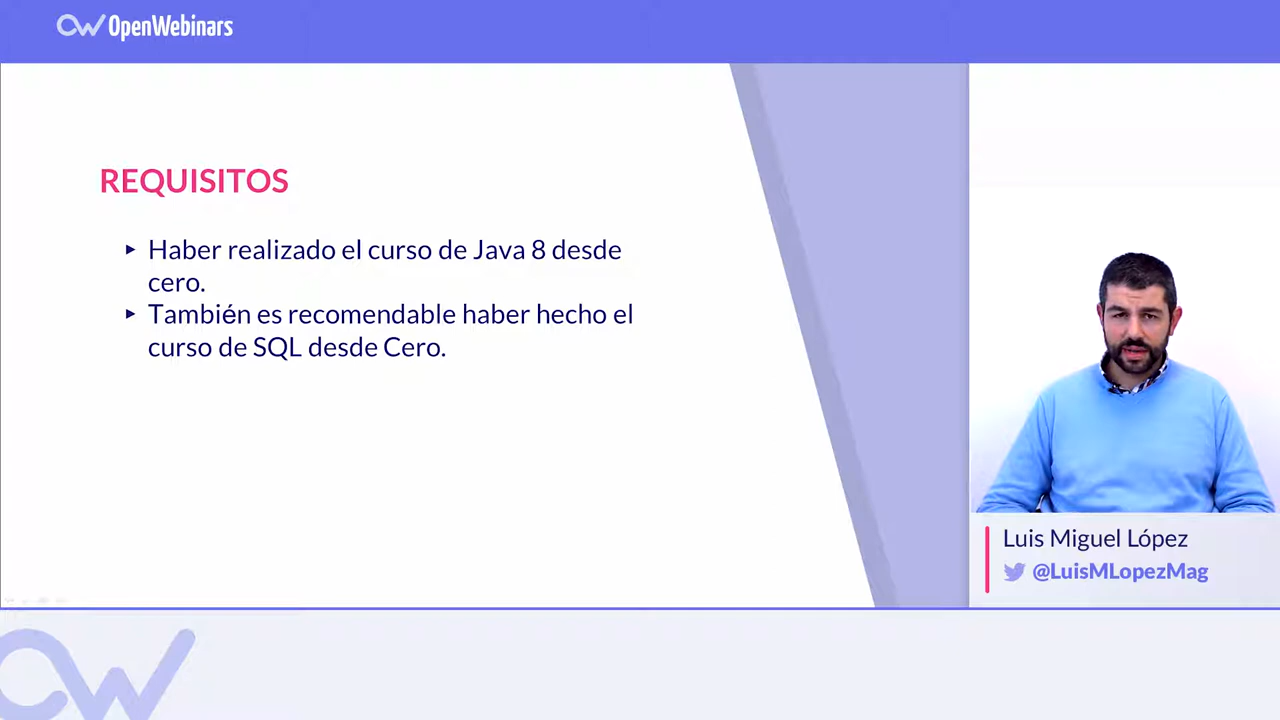 OpenWebinars
REQUISITOS
▸ Haber realizado el curso de Java 8 desde
cero.
▸ También es recomendable haber hecho el
curso de SQL desde Cero.
Luis Miguel López
@LuisMLopezMag